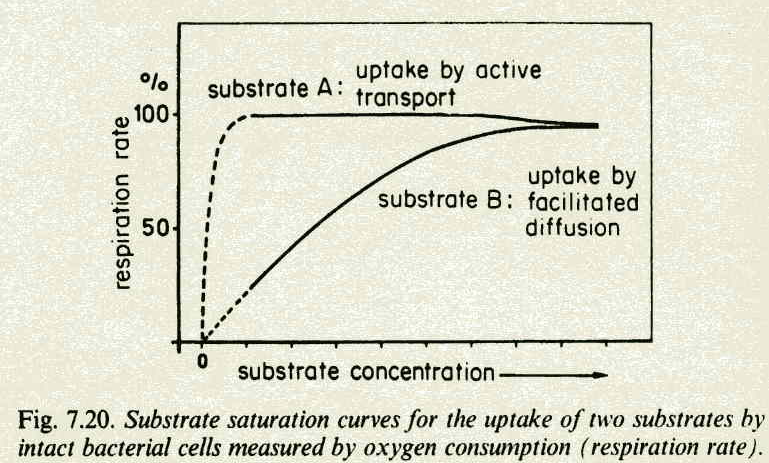 %
substrate A: uptake by active
transport
100
respiration rate
substrate B: uptake by
facilitated
diffusion
50
0
substrate concentration
Fig. 7.20. Substrate saturation curves for the uptake of two substrates by
intact bacterial cells measured by oxygen consumption (respiration rate).